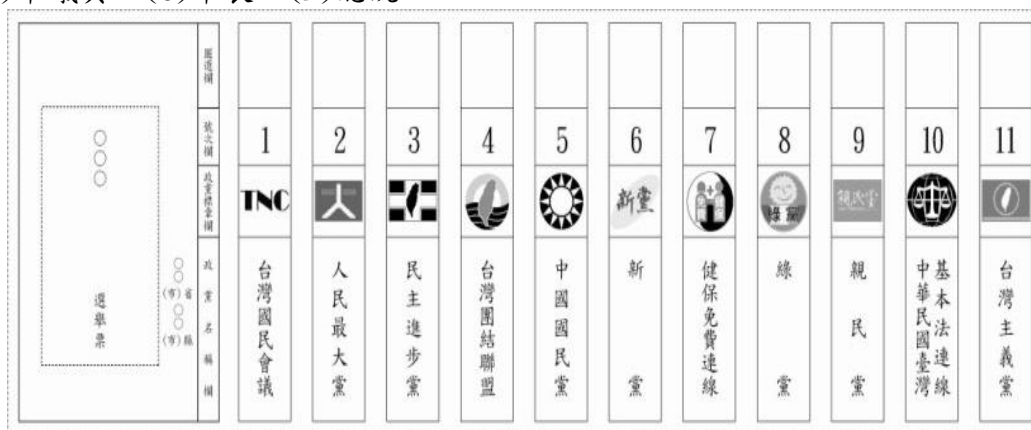 ○○○
選舉票
○○(市)省○○(市)縣
圈選欄
號次欄
政黨標章欄
政黨名稱欄
1
TNC
台灣國民會議
2
人民最大黨
3
民主進步黨
4
台灣團結聯盟
5
中國國民黨
6
新黨
新黨
7
健保免費連線
8
綠黨
綠黨
9
親民黨
親民黨
10
中華民國臺灣
基本法連線
11
台灣主義黨